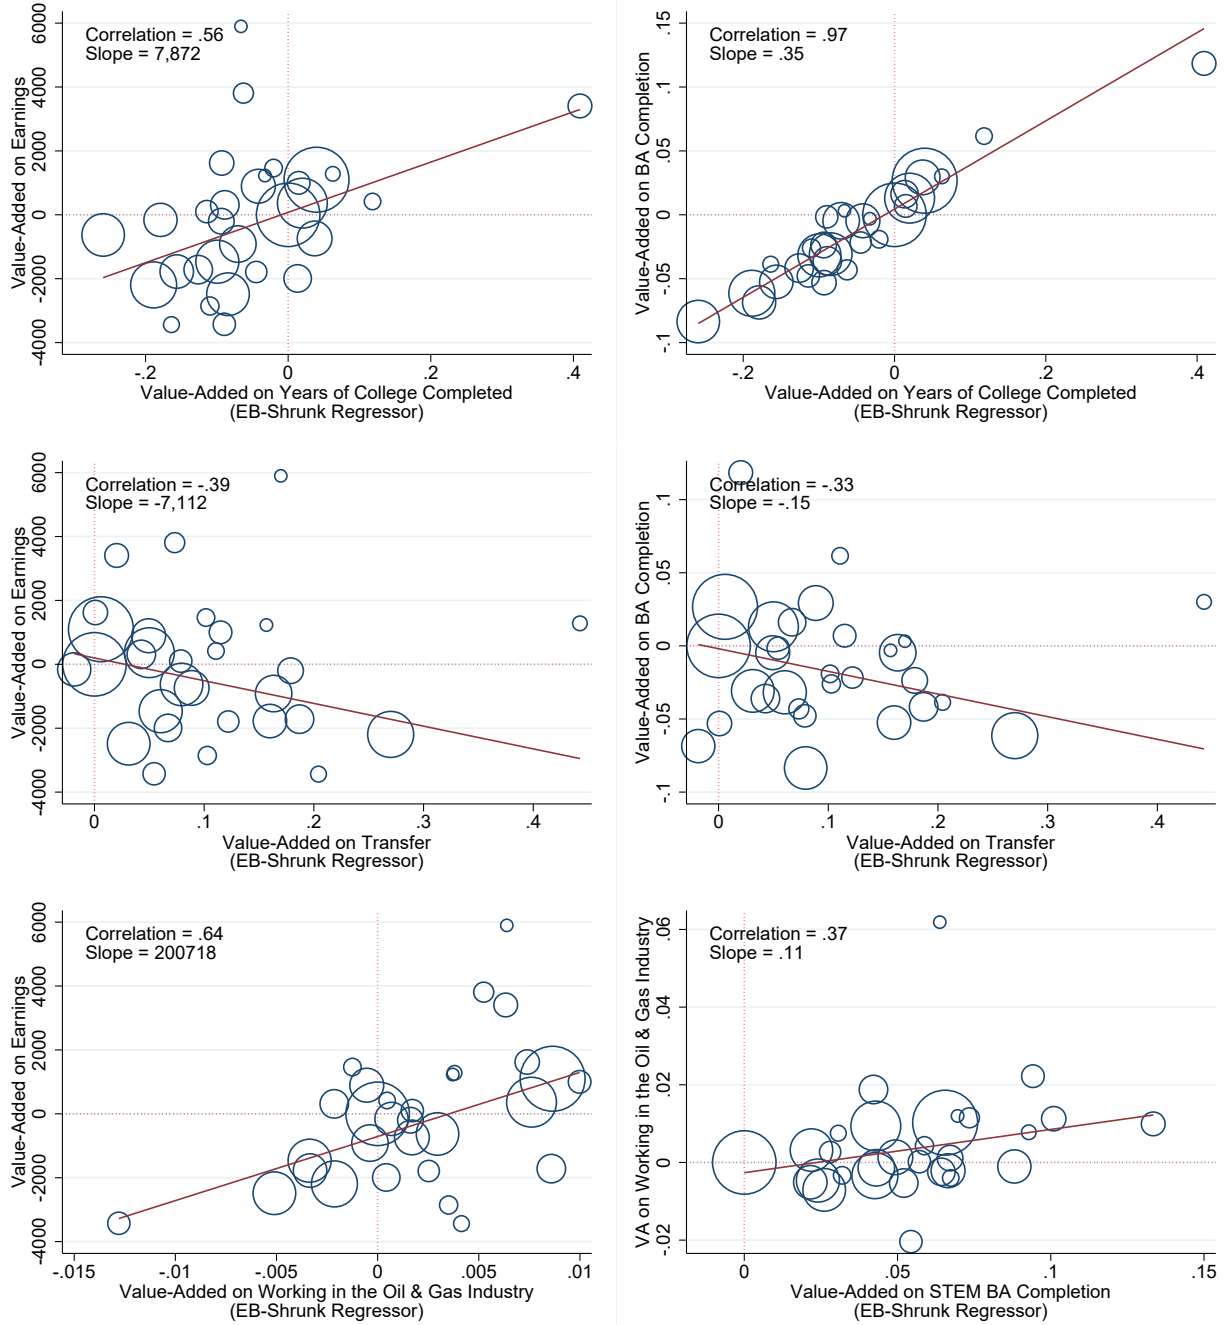 Correlation = .56
Slope = 7,872
Value-Added on Earnings
6000
4000
2000
0
-2000
-4000
-.2
0
.2
.4
Value-Added on Years of College Completed
(EB-Shrunk Regressor)
Correlation = .97
Slope = .35
Value-Added on BA Completion
.15
.1
.05
0
-.05
-.1
-.2
0
.2
.4
Value-Added on Years of College Completed
(EB-Shrunk Regressor)
Correlation = -.39
Slope = -7,112
Value-Added on Earnings
6000
4000
2000
0
-2000
-4000
0
.1
.2
.3
.4
Value-Added on Transfer
(EB-Shrunk Regressor)
Correlation = -.33
Slope = -.15
Value-Added on BA Completion
.1
.05
0
-.05
-.1
0
.1
.2
.3
.4
Value-Added on Transfer
(EB-Shrunk Regressor)
Correlation = .64
Slope = 200718
Value-Added on Earnings
6000
4000
2000
0
-2000
-4000
-.015
-.01
-.005
0
.005
.01
Value-Added on Working in the Oil & Gas Industry
(EB-Shrunk Regressor)
Correlation = .37
Slope = .11
VA on Working in the Oil & Gas Industry
.06
.04
.02
0
-.02
0
.05
.1
.15
Value-Added on STEM BA Completion
(EB-Shrunk Regressor)